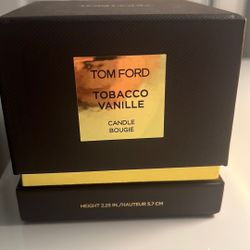 TOM FORD
TOBACCO
VANILLE
CANDLE
BOUGIE
HEIGHT 2.25 IN./HAUTEUR 5.7 CM